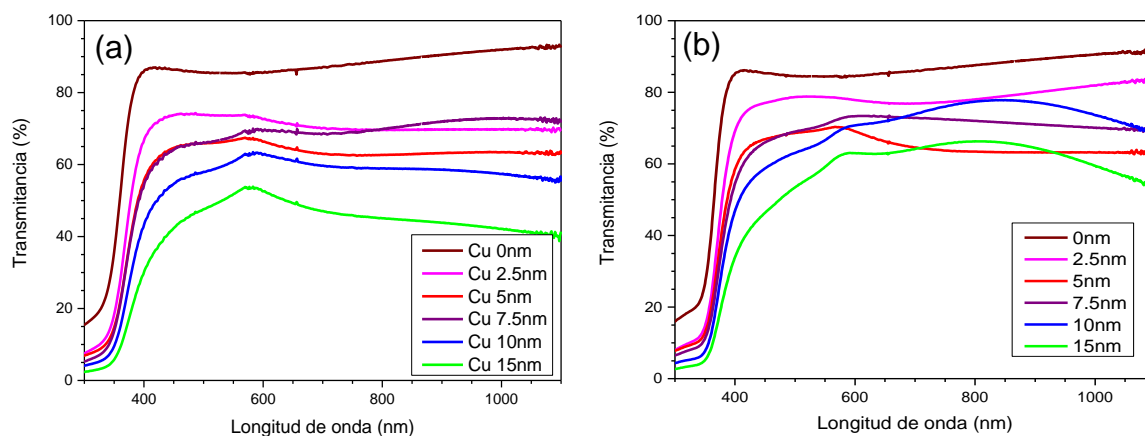 (a)
Transmitancia (%)
100
80
60
40
20
0
400
600
800
1000
Longitud de onda (nm)
Cu 0nm
Cu 2.5nm
Cu 5nm
Cu 7.5nm
Cu 10nm
Cu 15nm
(b)
Transmitancia (%)
100
80
60
40
20
0
400
600
800
1000
Longitud de onda (nm)
0nm
2.5nm
5nm
7.5nm
10nm
15nm